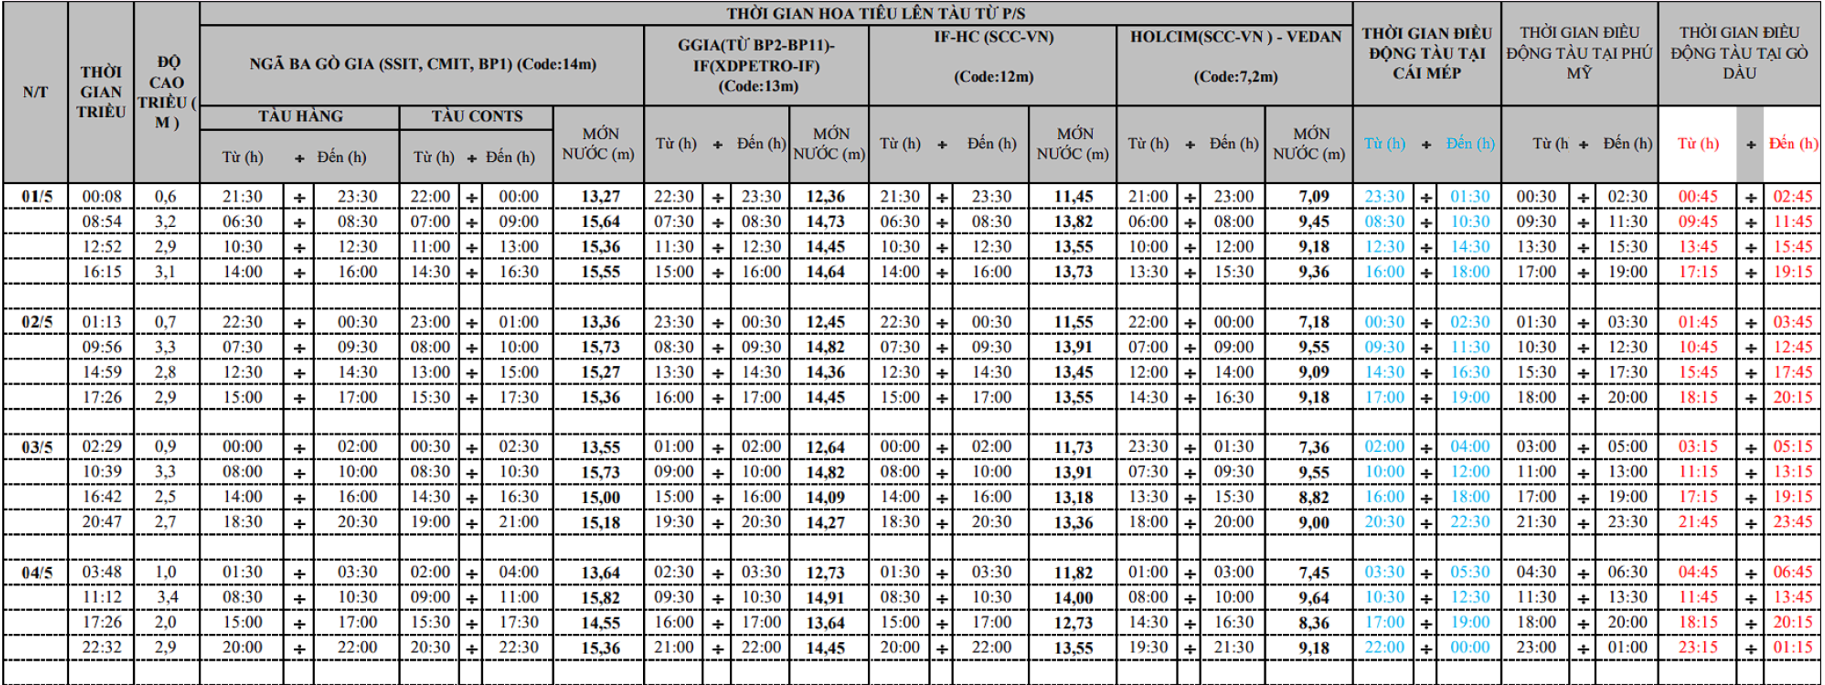 THỜI GIAN HOA TIÊU LÊN TÀU TỪ P/S
N/T
THỜI GIAN TRIỀU
ĐỘ CAO TRIỀU ( M )
NGÃ BA GÒ GIA (SSIT, CMIT, BP1) (Code:14m)
GGIA(TỪ BP2-BP11)-IF(XDPETRO-IF) (Code:13m)
IF-HC (SCC-VN) (Code:12m)
HOLCIM(SCC-VN ) - VEDAN (Code:7,2m)
THỜI GIAN ĐIỀU ĐỘNG TÀU TẠI CÁI MÉP
THỜI GIAN ĐIỀU ĐỘNG TÀU TẠI PHÚ MỸ
THỜI GIAN ĐIỀU ĐỘNG TÀU TẠI GÒ DẦU
TÀU HÀNG TÀU CONTS
Từ (h) ÷ Đến (h) Từ (h) ÷ Đến (h) MỚN NƯỚC (m) Từ (h) ÷ Đến (h) MỚN NƯỚC (m) Từ (h) ÷ Đến (h) MỚN NƯỚC (m) Từ (h) ÷ Đến (h) MỚN NƯỚC (m) Từ (h) ÷ Đến (h) Từ (h ÷ Đến (h) Từ (h) ÷ Đến (h)
01/5 00:08 0,6 21:30 ÷ 23:30 22:00 ÷ 00:00 13,27 22:30 ÷ 23:30 12,36 21:30 ÷ 23:30 11,45 21:00 ÷ 23:00 7,09 23:30 ÷ 01:30 00:30 ÷ 02:30 00:45 ÷ 02:45
08:54 3,2 06:30 ÷ 08:30 07:00 ÷ 09:00 15,64 07:30 ÷ 08:30 14,73 06:30 ÷ 08:30 13,82 06:00 ÷ 08:00 9,45 08:30 ÷ 10:30 09:30 ÷ 11:30 09:45 ÷ 11:45
12:52 2,9 10:30 ÷ 12:30 11:00 ÷ 13:00 15,36 11:30 ÷ 12:30 14,45 10:30 ÷ 12:30 13,55 10:00 ÷ 12:00 9,18 12:30 ÷ 14:30 13:30 ÷ 15:30 13:45 ÷ 15:45
16:15 3,1 14:00 ÷ 16:00 14:30 ÷ 16:30 15,55 15:00 ÷ 16:00 14,64 14:00 ÷ 16:00 13,73 13:30 ÷ 15:30 9,36 16:00 ÷ 18:00 17:00 ÷ 19:00 17:15 ÷ 19:15
02/5 01:13 0,7 22:30 ÷ 00:30 23:00 ÷ 01:00 13,36 23:30 ÷ 00:30 12,45 22:30 ÷ 00:30 11,55 22:00 ÷ 00:00 7,18 00:30 ÷ 02:30 01:30 ÷ 03:30 01:45 ÷ 03:45
09:56 3,3 07:30 ÷ 09:30 08:00 ÷ 10:00 15,73 08:30 ÷ 09:30 14,82 07:30 ÷ 09:30 13,91 07:00 ÷ 09:00 9,55 09:30 ÷ 11:30 10:30 ÷ 12:30 10:45 ÷ 12:45
14:59 2,8 12:30 ÷ 14:30 13:00 ÷ 15:00 15,27 13:30 ÷ 14:30 14,36 12:30 ÷ 14:30 13,45 12:00 ÷ 14:00 9,09 14:30 ÷ 16:30 15:30 ÷ 17:30 15:45 ÷ 17:45
17:26 2,9 15:00 ÷ 17:00 15:30 ÷ 17:30 15,36 16:00 ÷ 17:00 14,45 15:00 ÷ 17:00 13,55 14:30 ÷ 16:30 9,18 17:00 ÷ 19:00 18:00 ÷ 20:00 18:15 ÷ 20:15
03/5 02:29 0,9 00:00 ÷ 02:00 00:30 ÷ 02:30 13,55 01:00 ÷ 02:00 12,64 00:00 ÷ 02:00 11,73 23:30 ÷ 01:30 7,36 02:00 ÷ 04:00 03:00 ÷ 05:00 03:15 ÷ 05:15
10:39 3,3 08:00 ÷ 10:00 08:30 ÷ 10:30 15,73 09:00 ÷ 10:00 14,82 08:00 ÷ 10:00 13,91 07:30 ÷ 09:30 9,55 10:00 ÷ 12:00 11:00 ÷ 13:00 11:15 ÷ 13:15
16:42 2,5 14:00 ÷ 16:00 14:30 ÷ 16:30 15,00 15:00 ÷ 16:00 14,09 14:00 ÷ 16:00 13,18 13:30 ÷ 15:30 8,82 16:00 ÷ 18:00 17:00 ÷ 19:00 17:15 ÷ 19:15
20:47 2,7 18:30 ÷ 20:30 19:00 ÷ 21:00 15,18 19:30 ÷ 20:30 14,27 18:30 ÷ 20:30 13,36 18:00 ÷ 20:00 9,00 20:30 ÷ 22:30 21:30 ÷ 23:30 21:45 ÷ 23:45
04/5 03:48 1,0 01:30 ÷ 03:30 02:00 ÷ 04:00 13,64 02:30 ÷ 03:30 12,73 01:30 ÷ 03:30 11,82 01:00 ÷ 03:00 7,45 03:30 ÷ 05:30 04:30 ÷ 06:30 04:45 ÷ 06:45
11:12 3,4 08:30 ÷ 10:30 09:00 ÷ 11:00 15,82 09:30 ÷ 10:30 14,91 08:30 ÷ 10:30 14,00 08:00 ÷ 10:00 9,64 10:30 ÷ 12:30 11:30 ÷ 13:30 11:45 ÷ 13:45
17:26 2,0 15:00 ÷ 17:00 15:30 ÷ 17:30 14,55 16:00 ÷ 17:00 13,64 15:00 ÷ 17:00 12,73 14:30 ÷ 16:30 8,36 17:00 ÷ 19:00 18:00 ÷ 20:00 18:15 ÷ 20:15
22:32 2,9 20:00 ÷ 22:00 20:30 ÷ 22:30 15,36 21:00 ÷ 22:00 14,45 20:00 ÷ 22:00 13,55 19:30 ÷ 21:30 9,18 22:00 ÷ 00:00 23:00 ÷ 01:00 23:15 ÷ 01:15